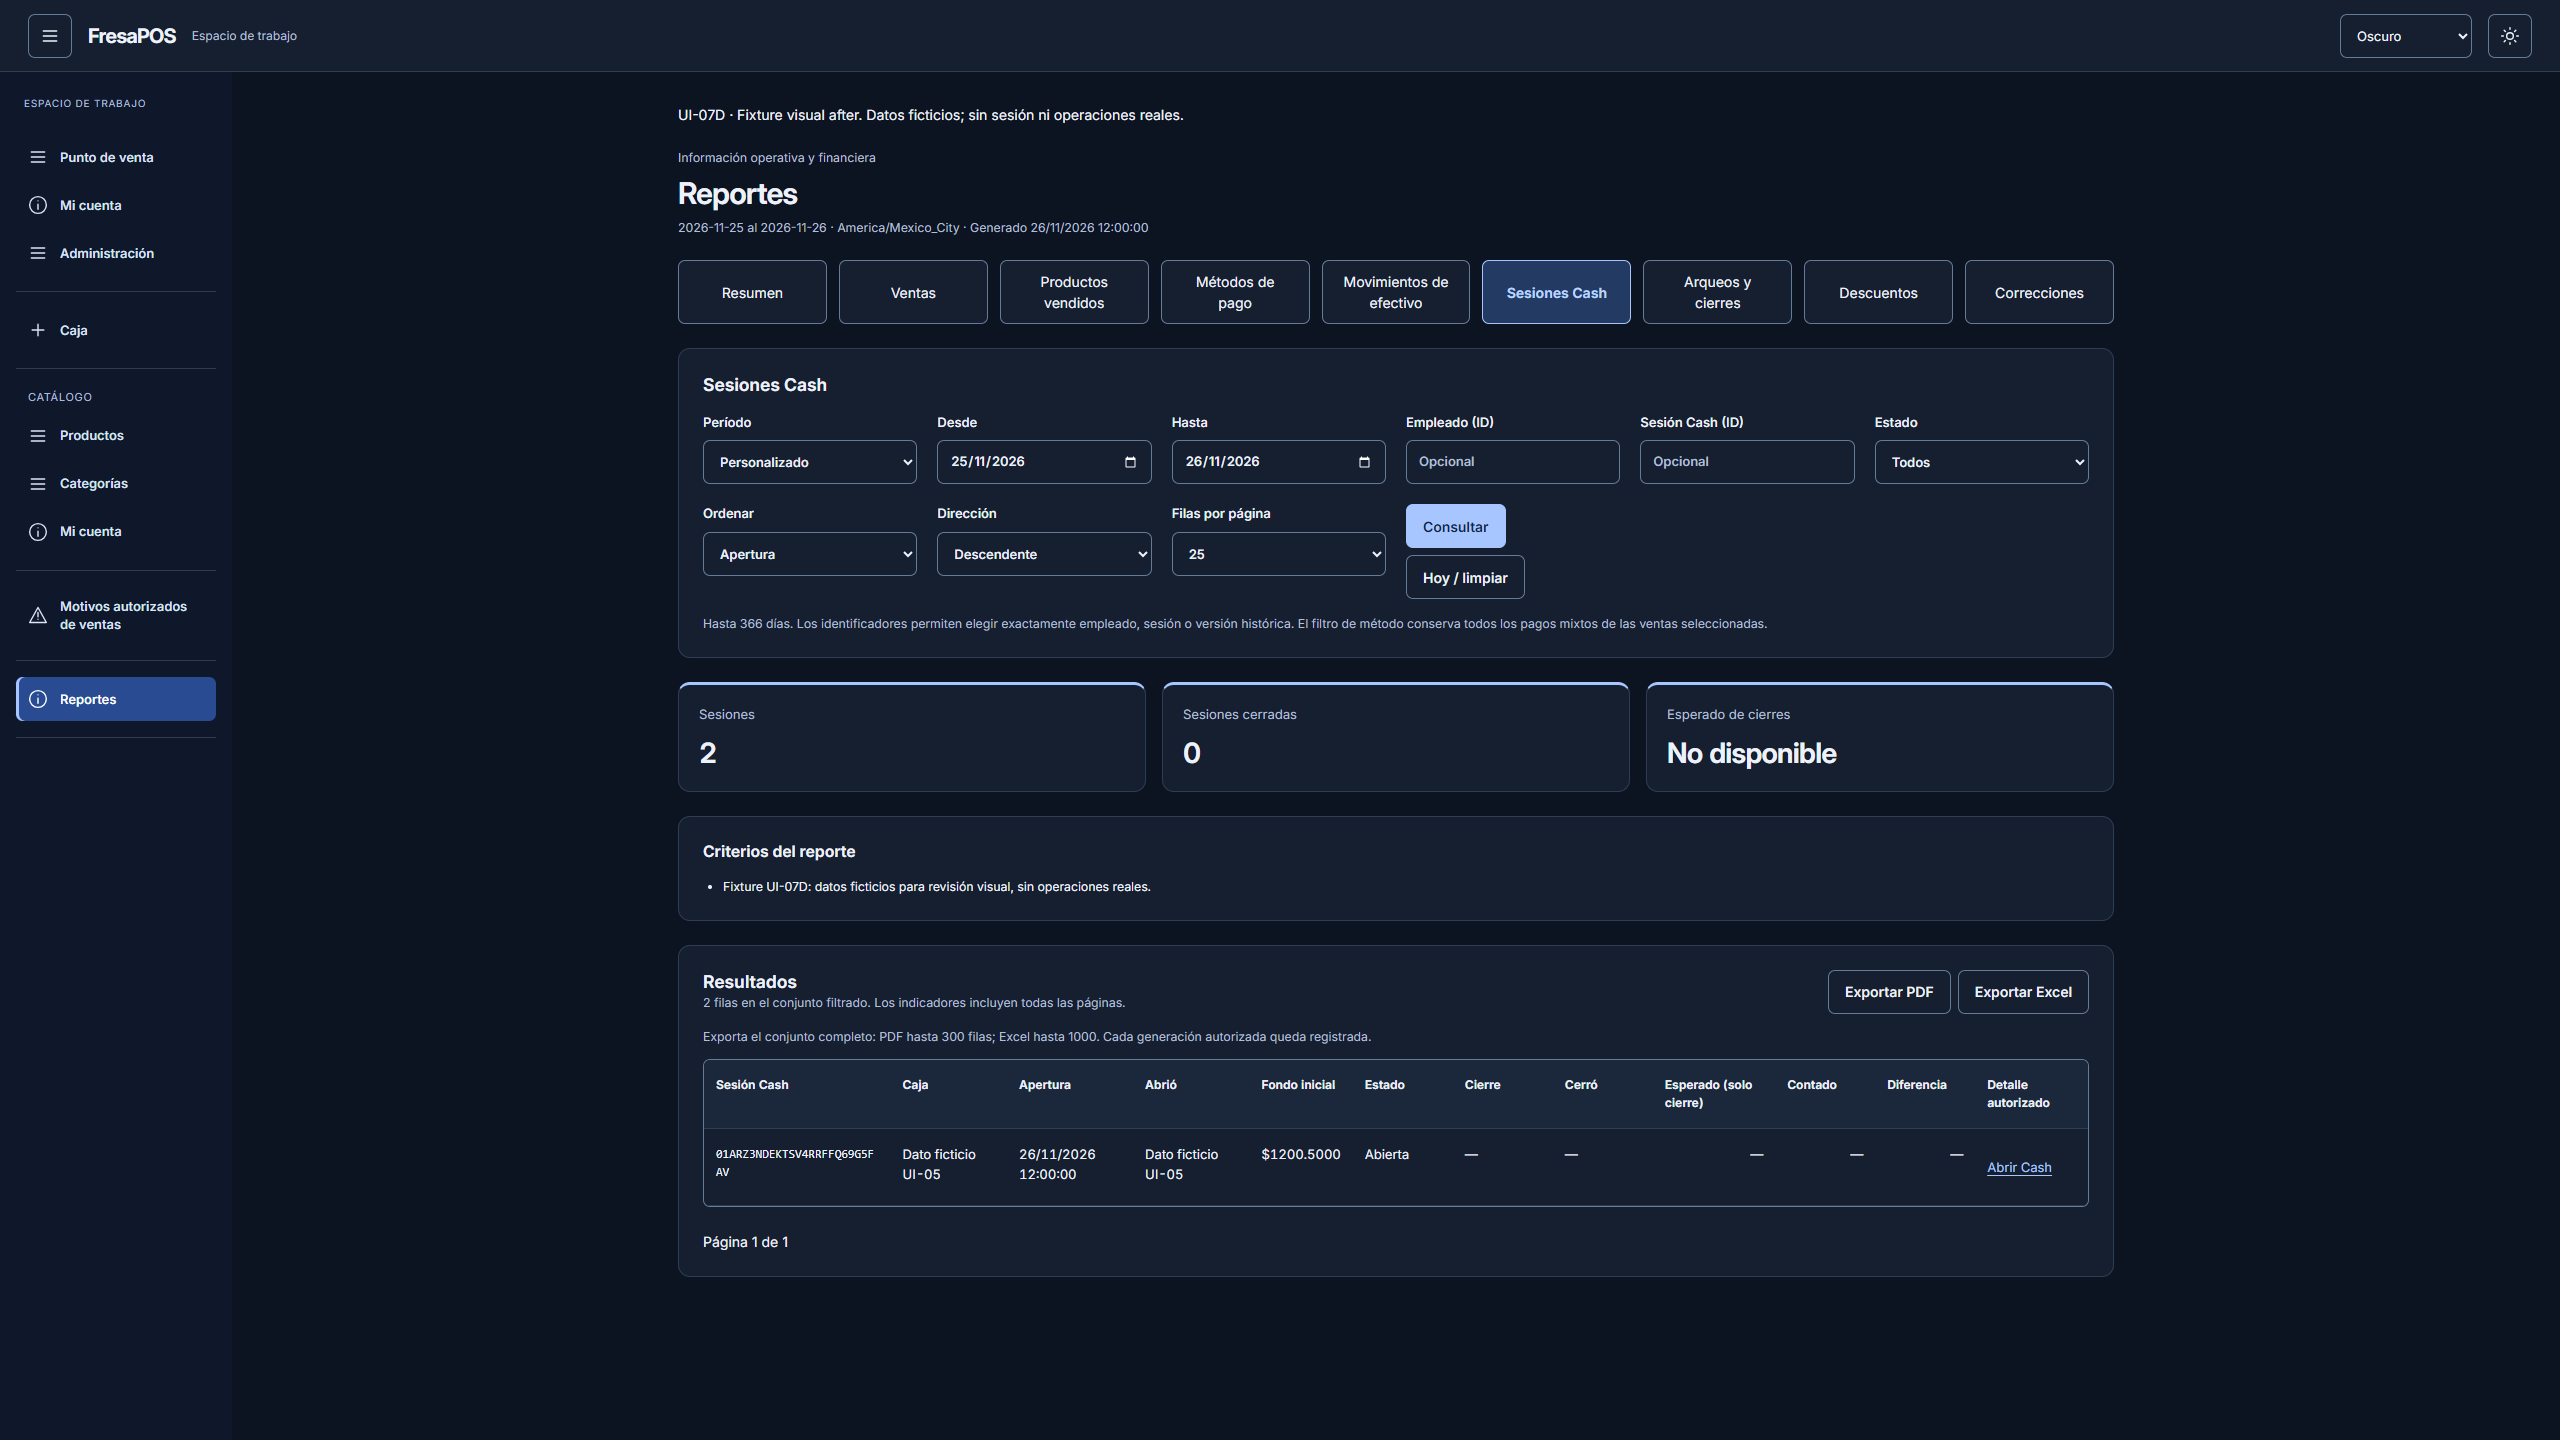 FresaPOS
Espacio de trabajo
Oscuro
ESPACIO DE TRABAJO
Punto de venta
Mi cuenta
Administración
Caja
CATÁLOGO
Productos
Categorías
Mi cuenta
Motivos autorizados
de ventas
Reportes
UI-07D · Fixture visual after. Datos ficticios; sin sesión ni operaciones reales.
Información operativa y financiera
Reportes
2026-11-25 al 2026-11-26 · America/Mexico_City · Generado 26/11/2026 12:00:00
Resumen
Ventas
Productos
vendidos
Métodos de
pago
Movimientos de
efectivo
Sesiones Cash
Arqueos y
cierres
Descuentos
Correcciones
Sesiones Cash
Período
Desde
Hasta
Empleado (ID)
Sesión Cash (ID)
Estado
Personalizado
25/11/2026
26/11/2026
Opcional
Opcional
Todos
Ordenar
Dirección
Filas por página
Apertura
Descendente
25
Consultar
Hoy / limpiar
Hasta 366 días. Los identificadores permiten elegir exactamente empleado, sesión o versión histórica. El filtro de método conserva todos los pagos mixtos de las ventas seleccionadas.
Sesiones
2
Sesiones cerradas
0
Esperado de cierres
No disponible
Criterios del reporte
• Fixture UI-07D: datos ficticios para revisión visual, sin operaciones reales.
Resultados
2 filas en el conjunto filtrado. Los indicadores incluyen todas las páginas.
Exportar PDF
Exportar Excel
Exporta el conjunto completo: PDF hasta 300 filas; Excel hasta 1000. Cada generación autorizada queda registrada.
Sesión Cash
Caja
Apertura
Abrió
Fondo inicial
Estado
Cierre
Cerró
Esperado (solo
cierre)
Contado
Diferencia
Detalle
autorizado
01ARZ3NDEKTSV4RRFFQ69G5F
AV
Dato ficticio
UI-05
26/11/2026
12:00:00
Dato ficticio
UI-05
$1200.5000
Abierta
—
—
—
—
—
Abrir Cash
Página 1 de 1